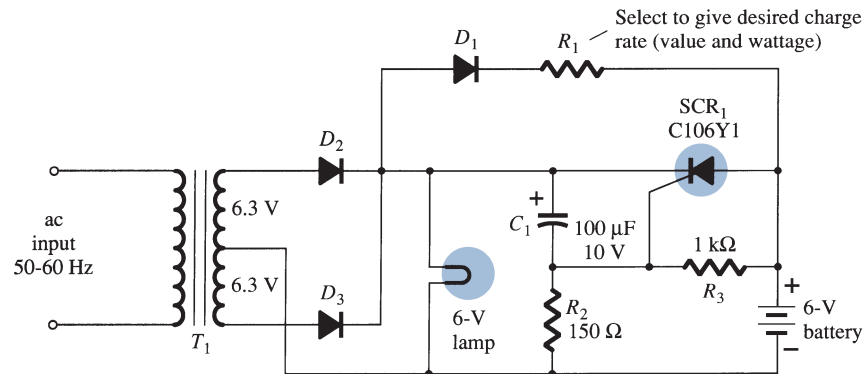 Select to give desired charge
rate (value and wattage)
D1
R1
SCR1
C106Y1
D2
+
6.3 V
C1
100 μF
10 V
ac
input
50-60 Hz
1 kΩ
R3
6.3 V
D3
+
6-V
battery
–
R2
150 Ω
6-V
lamp
T1